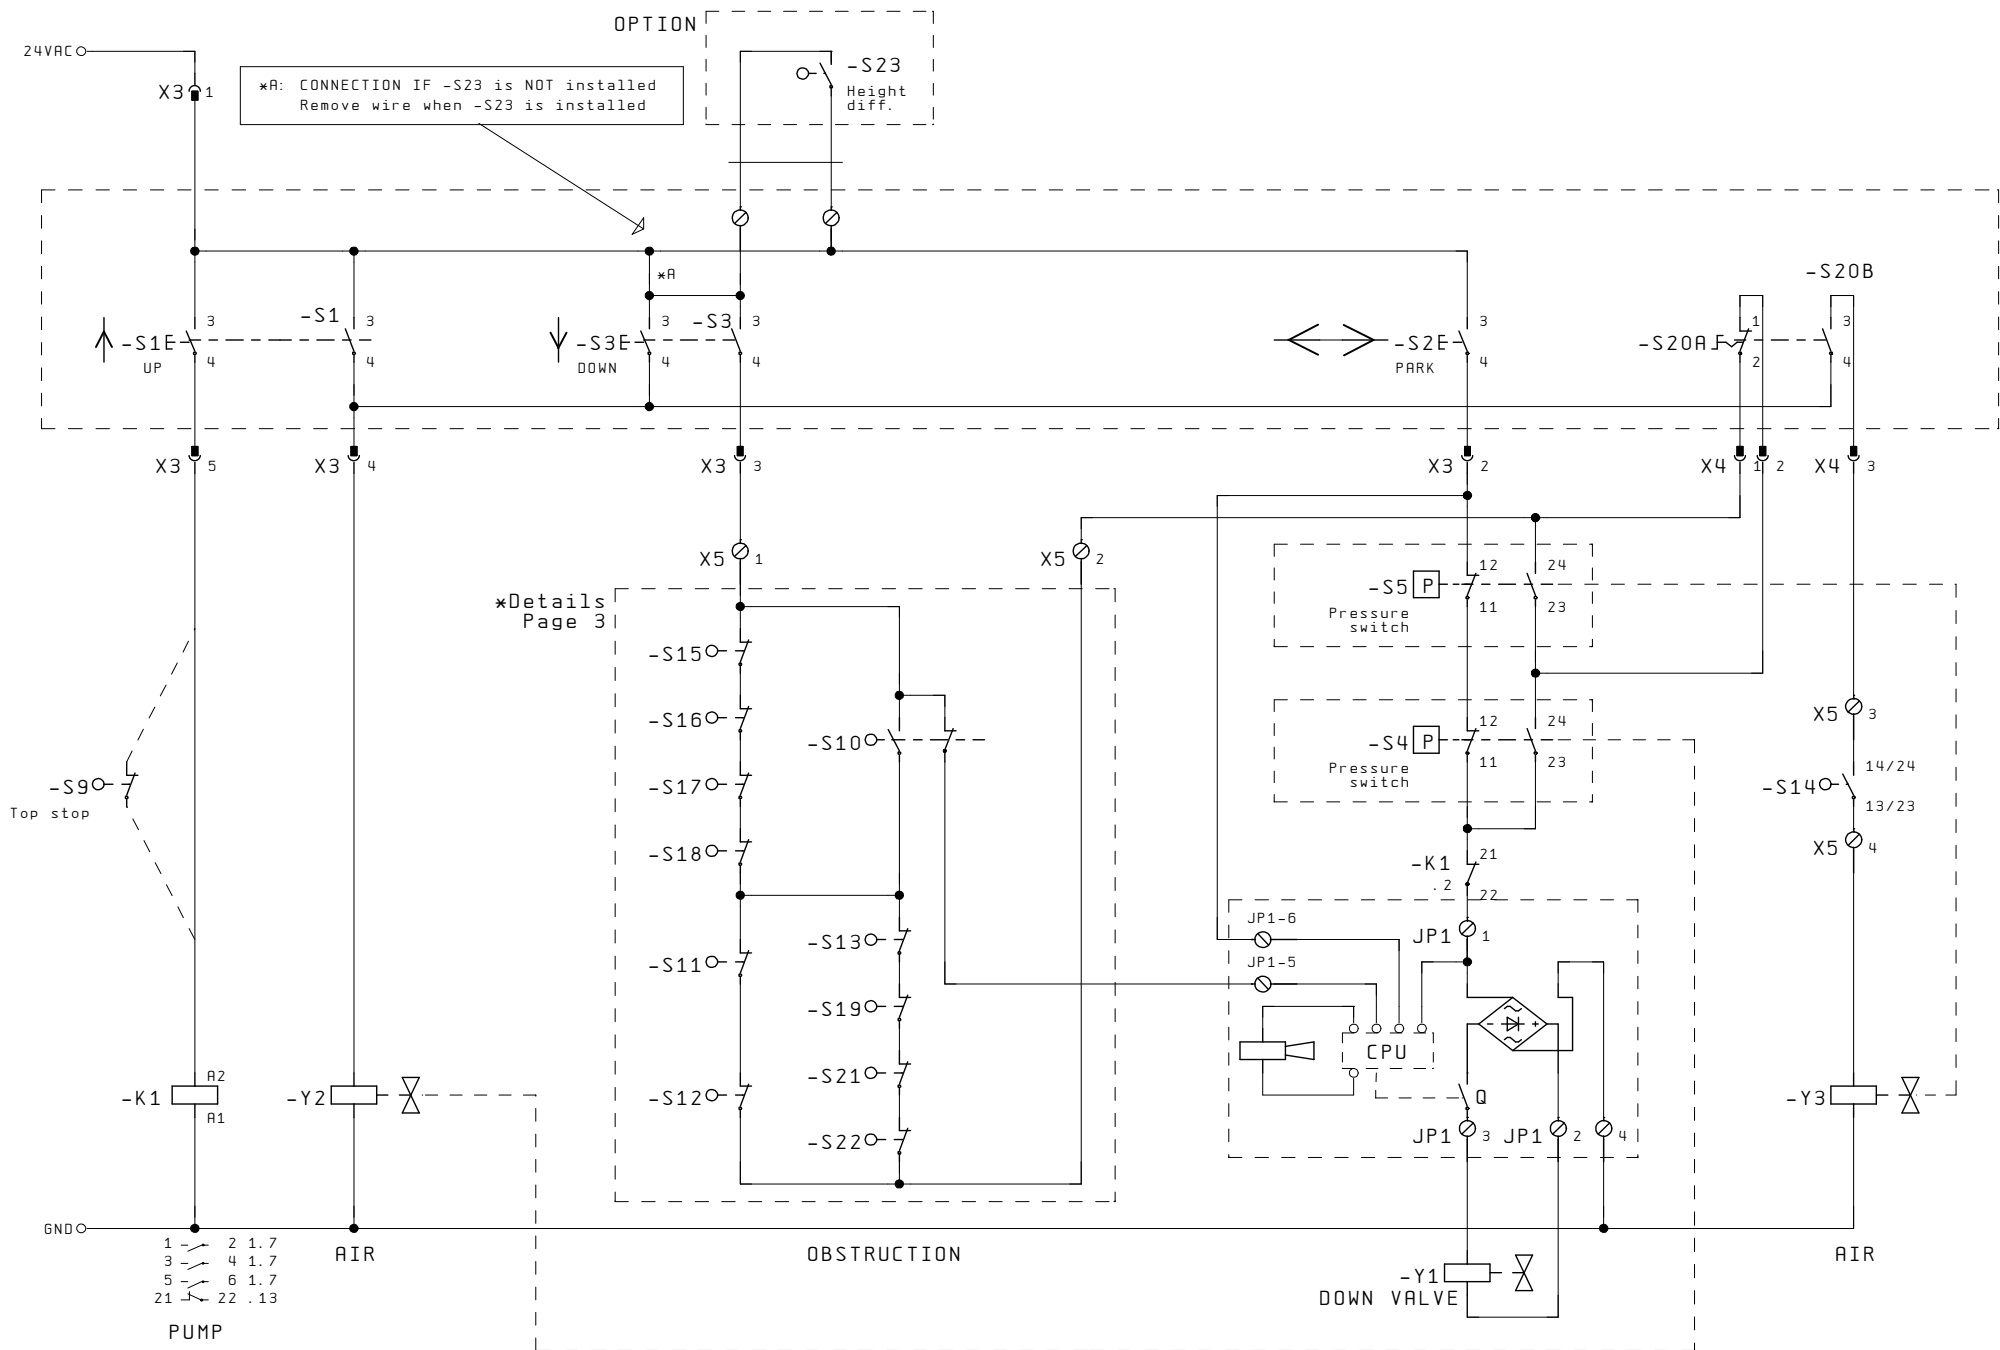 OPTION
24VAC
X3 1
*A: CONNECTION IF -S23 is NOT installed
Remove wire when -S23 is installed
-S23
Height
diff.
*A
-S20B
-S1E
UP
3
4
-S1
3
4
-S3E
DOWN
3
4
-S3
3
4
-S2E
PARK
3
4
-S20A
1
2
3
4
X3 5
X3 4
X3 3
X3 2
X4 1 2
X4 3
X5 1
X5 2
*Details
Page 3
-S5 P
Pressure
switch
12
11
24
23
-S15
-S16
-S17
-S18
-S10
-S4 P
Pressure
switch
12
11
24
23
X5 3
-S14
14/24
13/23
X5 4
-S9
Top stop
-K1
.2
21
22
-S11
-S12
-S13
-S19
-S21
-S22
JP1-6
JP1-5
JP1 1
CPU
- +
Q
JP1 3
JP1 2
4
-K1
A2
A1
-Y2
-Y3
GND
1 2 1.7
3 4 1.7
5 6 1.7
21 22 .13
PUMP
AIR
OBSTRUCTION
-Y1
DOWN VALVE
AIR